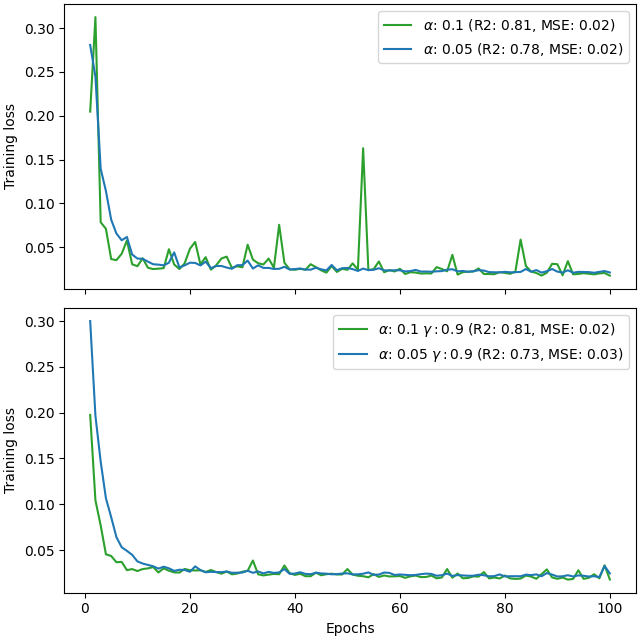 0.30
0.25
0.20
0.15
0.10
0.05
Training loss
α: 0.1 (R2: 0.81, MSE: 0.02)
α: 0.05 (R2: 0.78, MSE: 0.02)
0.30
0.25
0.20
0.15
0.10
0.05
Training loss
α: 0.1 γ : 0.9 (R2: 0.81, MSE: 0.02)
α: 0.05 γ : 0.9 (R2: 0.73, MSE: 0.03)
0 20 40 60 80 100
Epochs